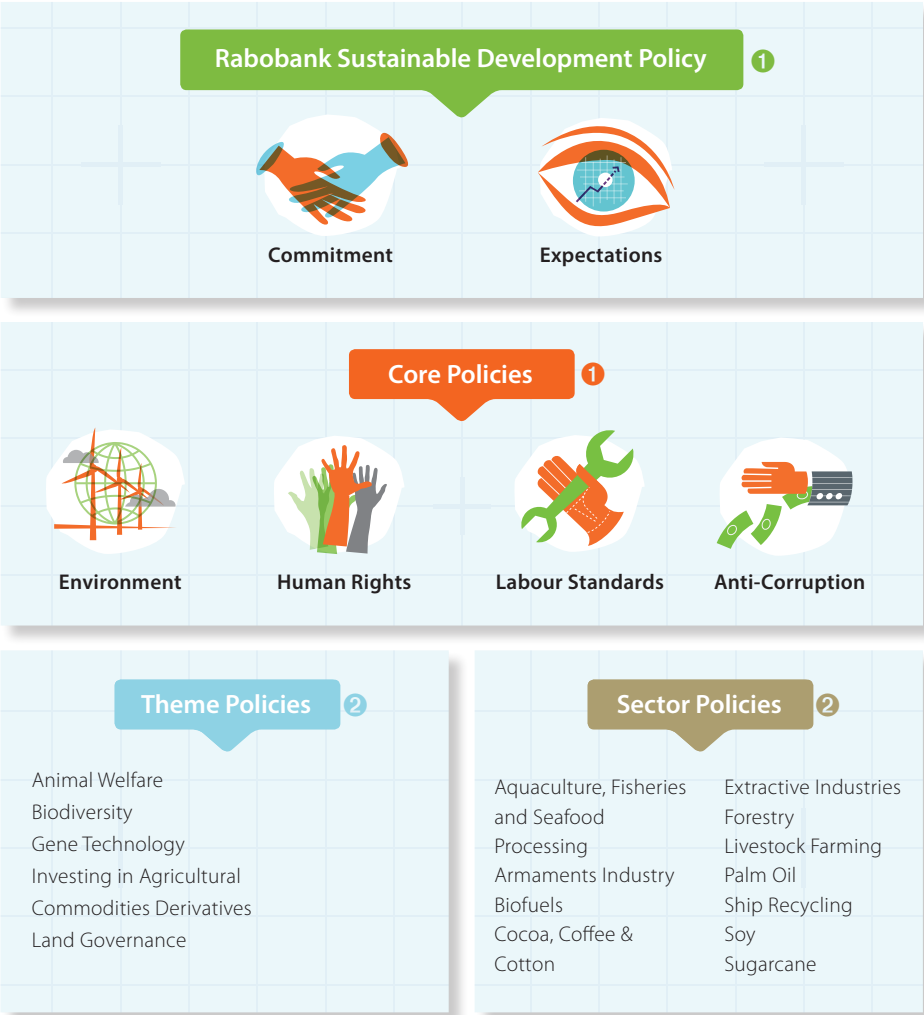 Rabobank Sustainable Development Policy 1
Commitment
Expectations
Core Policies 1
Environment
Human Rights
Labour Standards
Anti-Corruption
Theme Policies 2
Animal Welfare
Biodiversity
Gene Technology
Investing in Agricultural
Commodities Derivatives
Land Governance
Sector Policies 2
Aquaculture, Fisheries
and Seafood
Processing
Armaments Industry
Biofuels
Cocoa, Coffee &
Cotton
Extractive Industries
Forestry
Livestock Farming
Palm Oil
Ship Recycling
Soy
Sugarcane